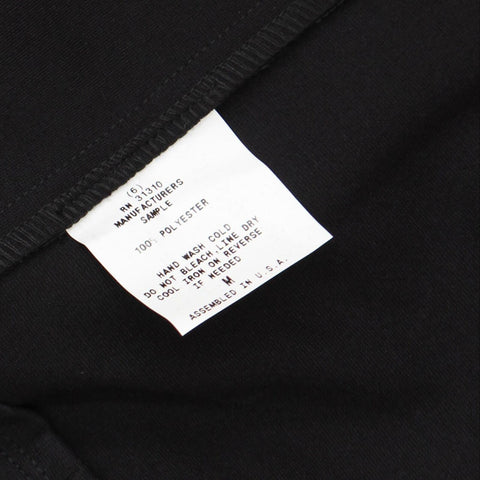 (6)
RN 31310
MANUFACTURERS
SAMPLE
100% POLYESTER
HAND WASH COLD
DO NOT BLEACH.LINE DRY
COOL IRON ON REVERSE
IF NEEDED
M
ASSEMBLED IN U.S.A.